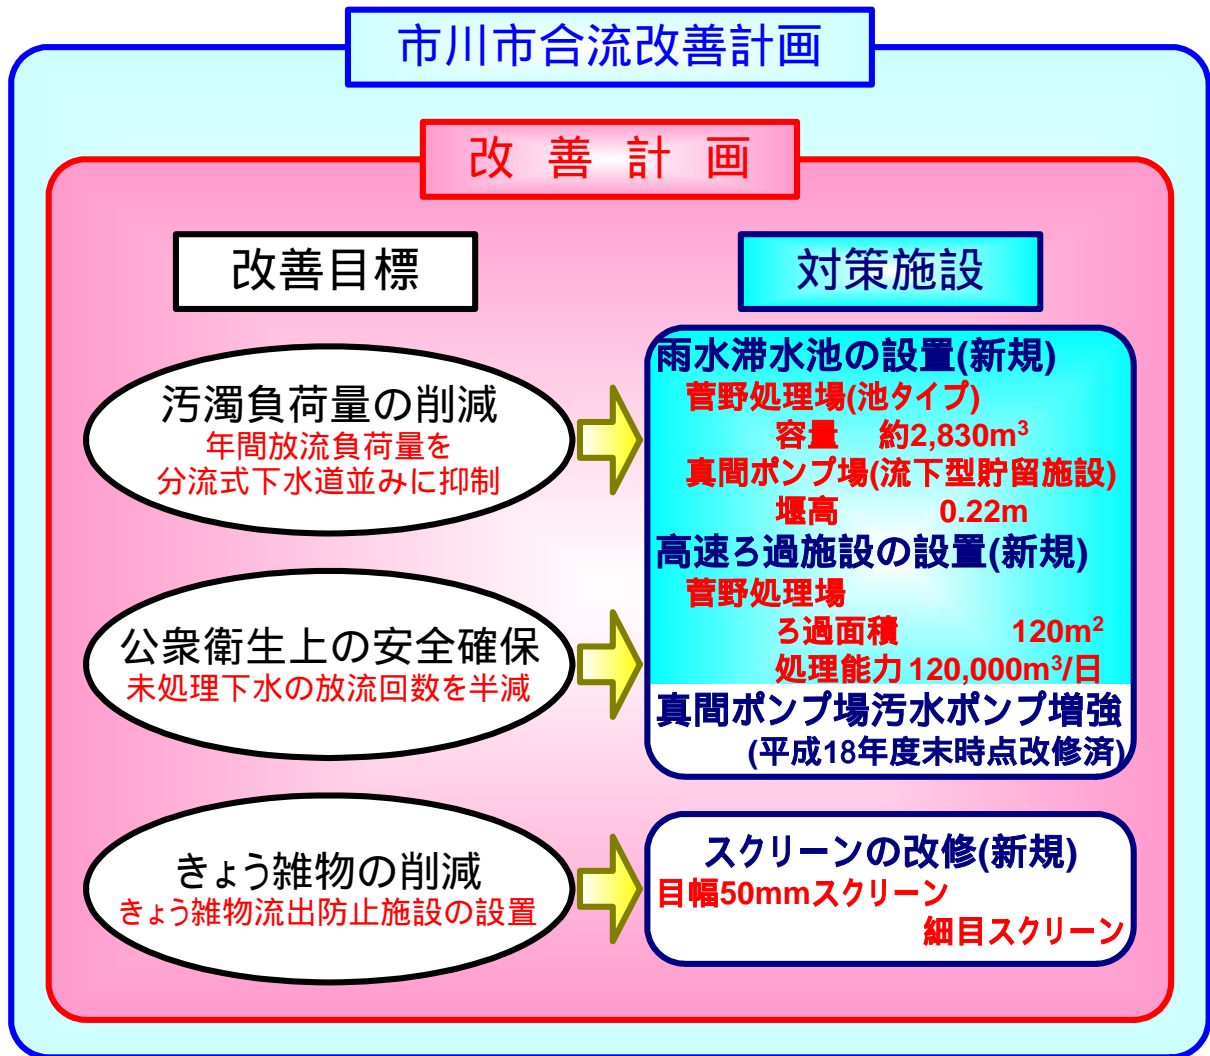 市川市合流改善計画
改善計画
改善目標
対策施設
汚濁負荷量の削減
年間放流負荷量を
分流式下水道並みに抑制
雨水滞水池の設置(新規)
菅野処理場(池タイプ)
容量 約2,830m³
真間ポンプ場(流下型貯留施設)
堰高 0.22m
高速ろ過施設の設置(新規)
菅野処理場
ろ過面積 120m²
処理能力 120,000m³/日
真間ポンプ場汚水ポンプ増強
(平成18年度末時点改修済)
公衆衛生上の安全確保
未処理下水の放流回数を半減
きょう雑物の削減
きょう雑物流出防止施設の設置
スクリーンの改修(新規)
目幅50mmスクリーン
細目スクリーン